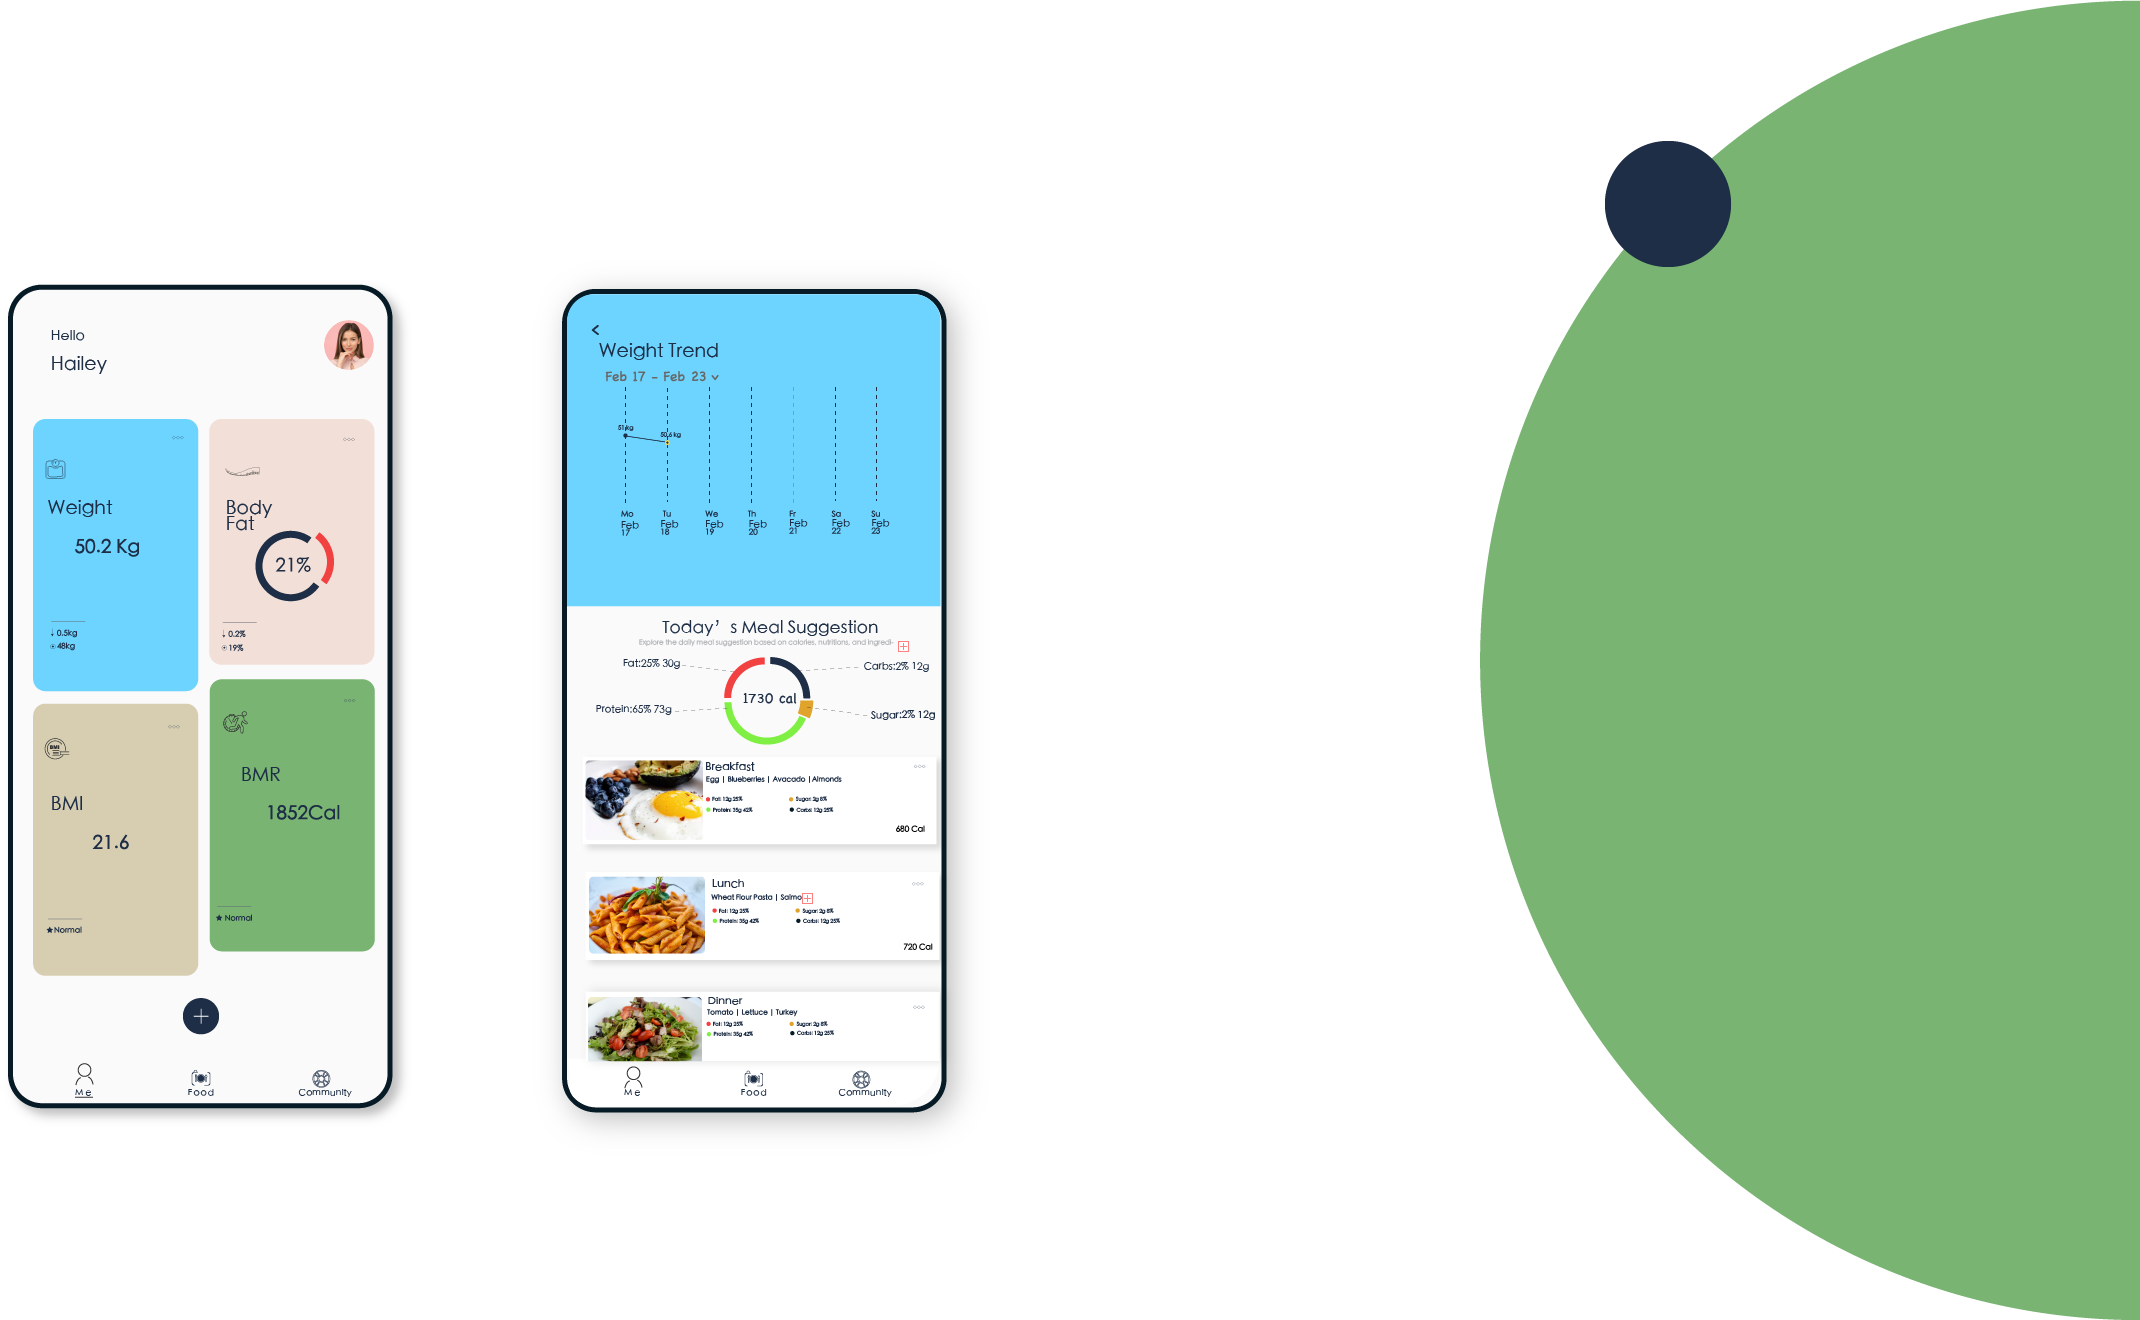 Hello
Hailey
Weight
50.2 Kg
↓ 0.5kg
48kg
Body
Fat
21%
↓ 0.2%
19%
BMI
BMI
21.6
★ Normal
BMR
1852Cal
★ Normal
Me
Food
Community
Weight Trend
Feb 17 - Feb 23
51kg
50.6 kg
Mo Tu We Th Fr Sa Su
Feb Feb Feb Feb Feb Feb Feb
17 18 19 20 21 22 23
Today's Meal Suggestion
Explore the daily meal suggestion based on calories, nutritions, and ingredi-
Fat:25% 30g
Carbs:2% 12g
1730 cal
Protein:65% 73g
Sugar:2% 12g
Breakfast
Egg | Blueberries | Avacado | Almonds
Fat: 12g 25%
Sugar: 2g 8%
Protein: 35g 42%
Carbs: 12g 25%
680 Cal
Lunch
Wheat Flour Pasta | Salmo
Fat: 12g 25%
Sugar: 2g 8%
Protein: 35g 42%
Carbs: 12g 25%
720 Cal
Dinner
Tomato | Lettuce | Turkey
Fat: 12g 25%
Sugar: 2g 8%
Protein: 35g 42%
Carbs: 12g 25%
Me
Food
Community